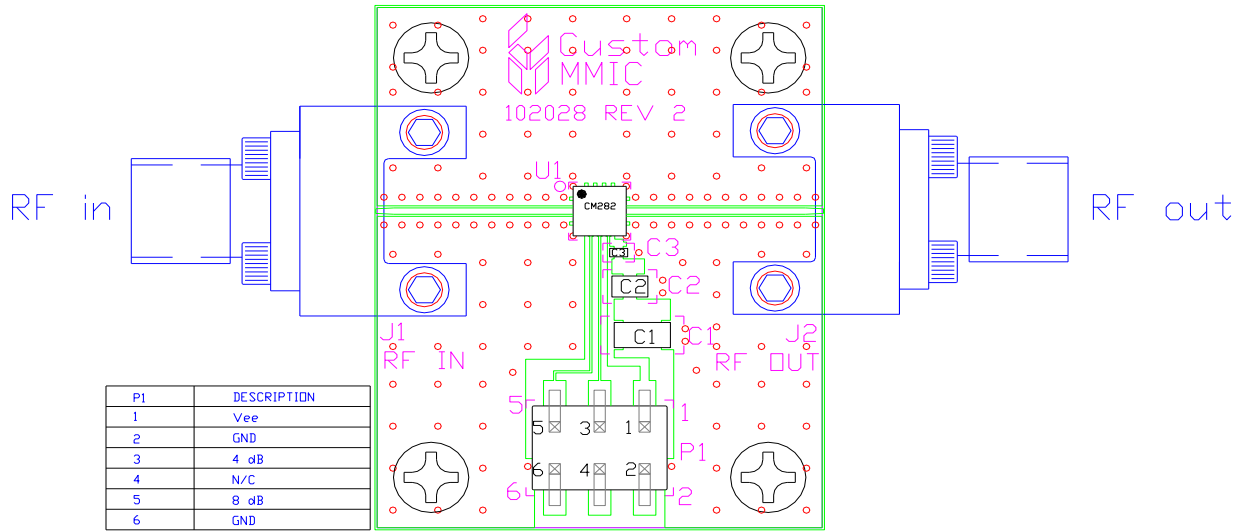 Custom
MMIC
102028 REV 2
U1
CM282
RF in
RF out
C3
C3
C2
C2
C1
C1
J1
RF IN
J2
RF OUT
P1 DESCRIPTION
1 Vee
2 GND
3 4 dB
4 N/C
5 8 dB
6 GND
5
1
5 3 1
P1
6 4 2
6
2